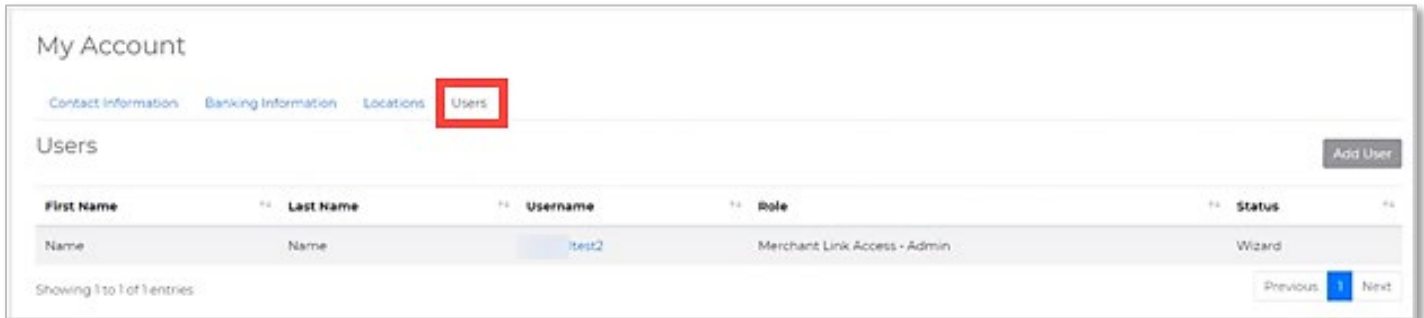 My Account
Contact Information Banking Information Locations Users
Users
Add User
First Name Last Name Username Role Status
Name Name ltest2 Merchant Link Access - Admin Wizard
Showing 1 to 1 of 1 entries
Previous 1 Next